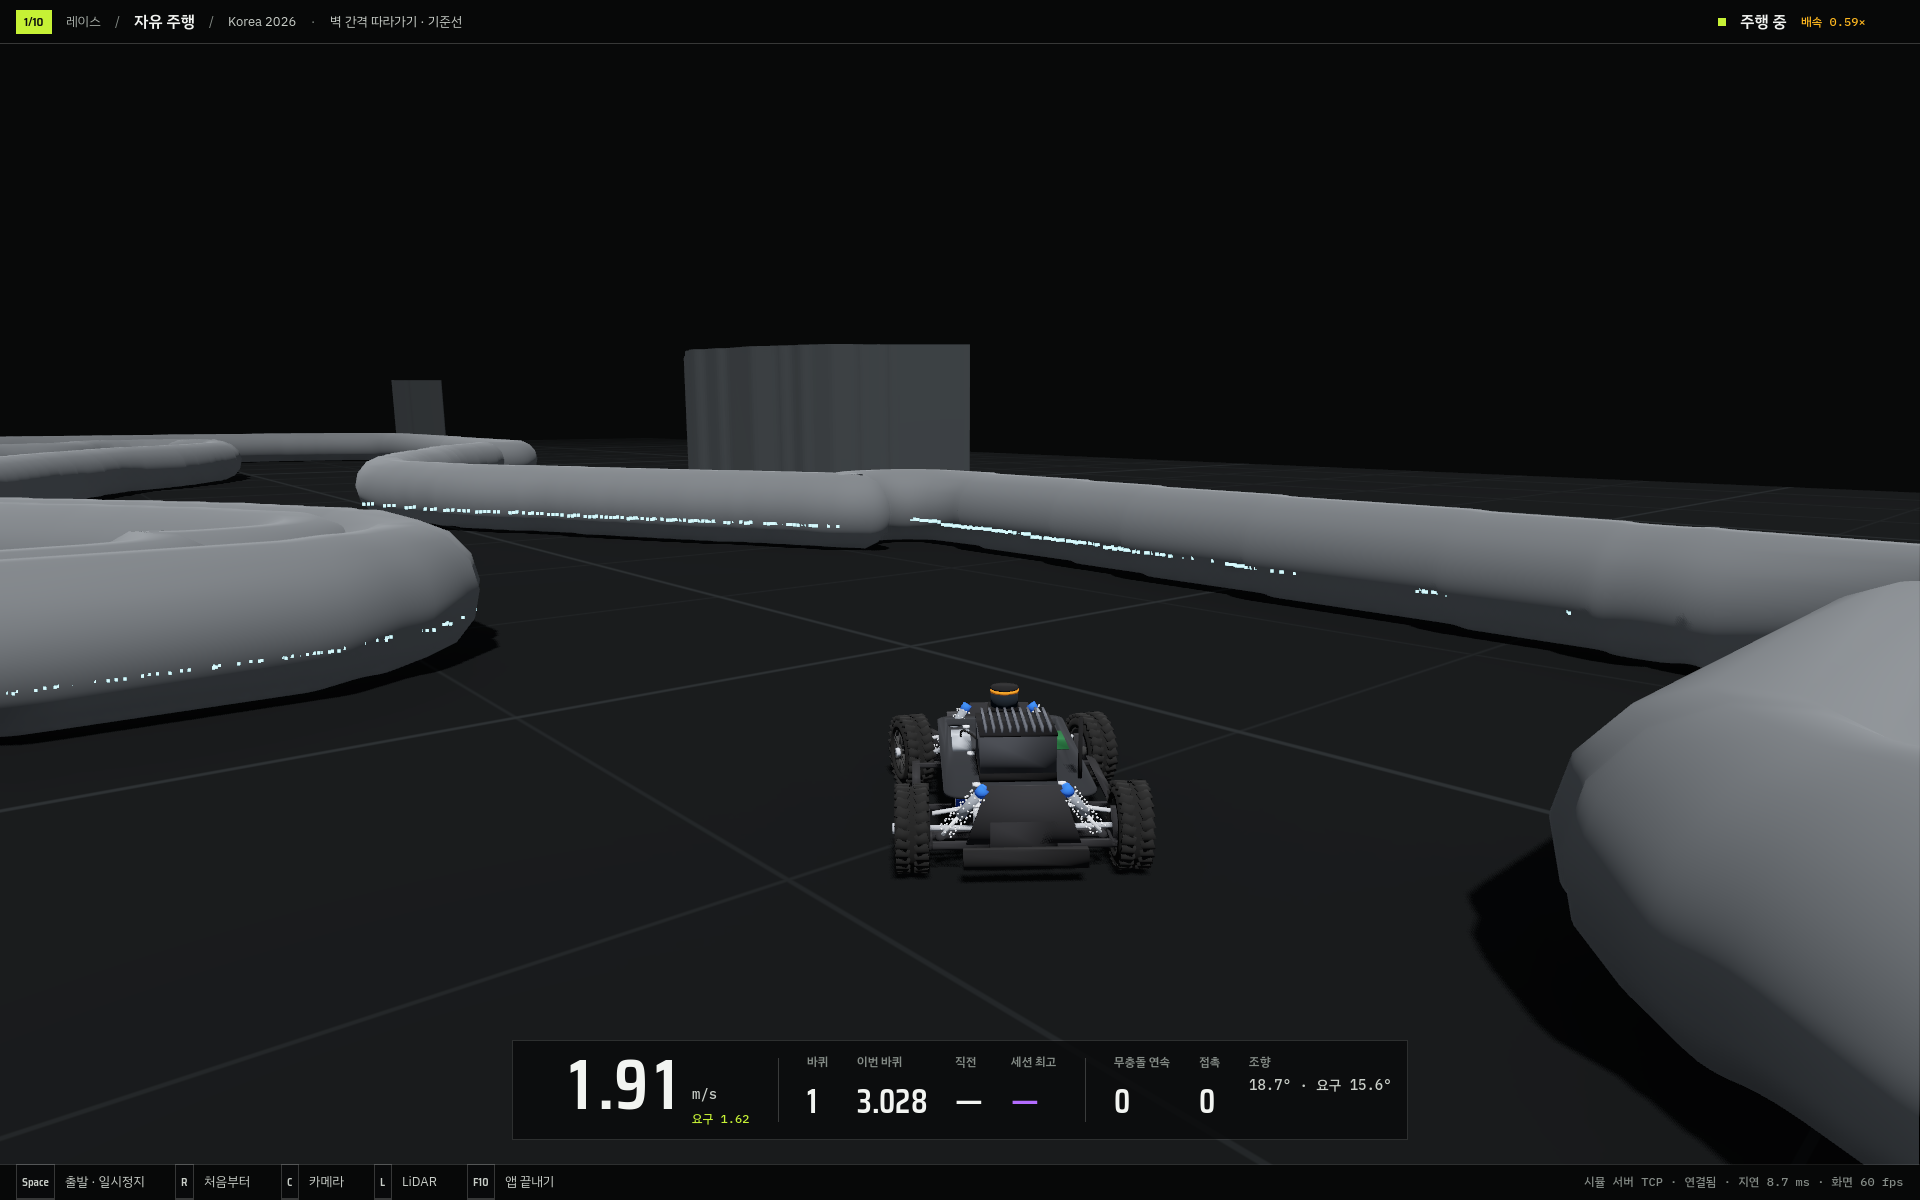 1/10 레이스 / 자유 주행 / Korea 2026 · 벽 간격 따라가기 · 기준선
주행 중 배속 0.59×
1.91 m/s
요구 1.62
바퀴 이번 바퀴 직전 세션 최고
1 3.028 — —
무충돌 연속 접촉 조향
0 0 18.7° · 요구 15.6°
Space 출발 · 일시정지 R 처음부터 C 카메라 L LiDAR F10 앱 끝내기
시뮬 서버 TCP · 연결됨 · 지연 8.7 ms · 화면 60 fps